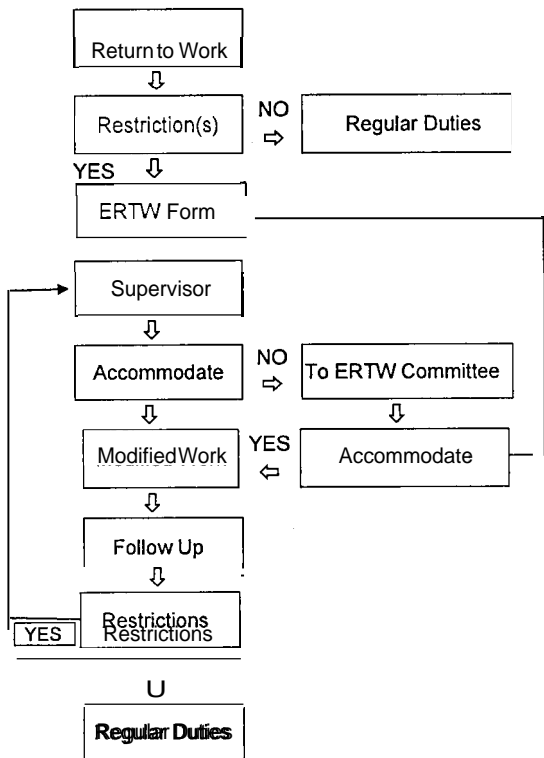 Return to Work
Restriction(s)
NO
Regular Duties
YES
ERTW Form
Supervisor
Accommodate
NO
To ERTW Committee
Modified Work
YES
Accommodate
Follow Up
Restrictions
Restrictions
YES
U
Regular Duties